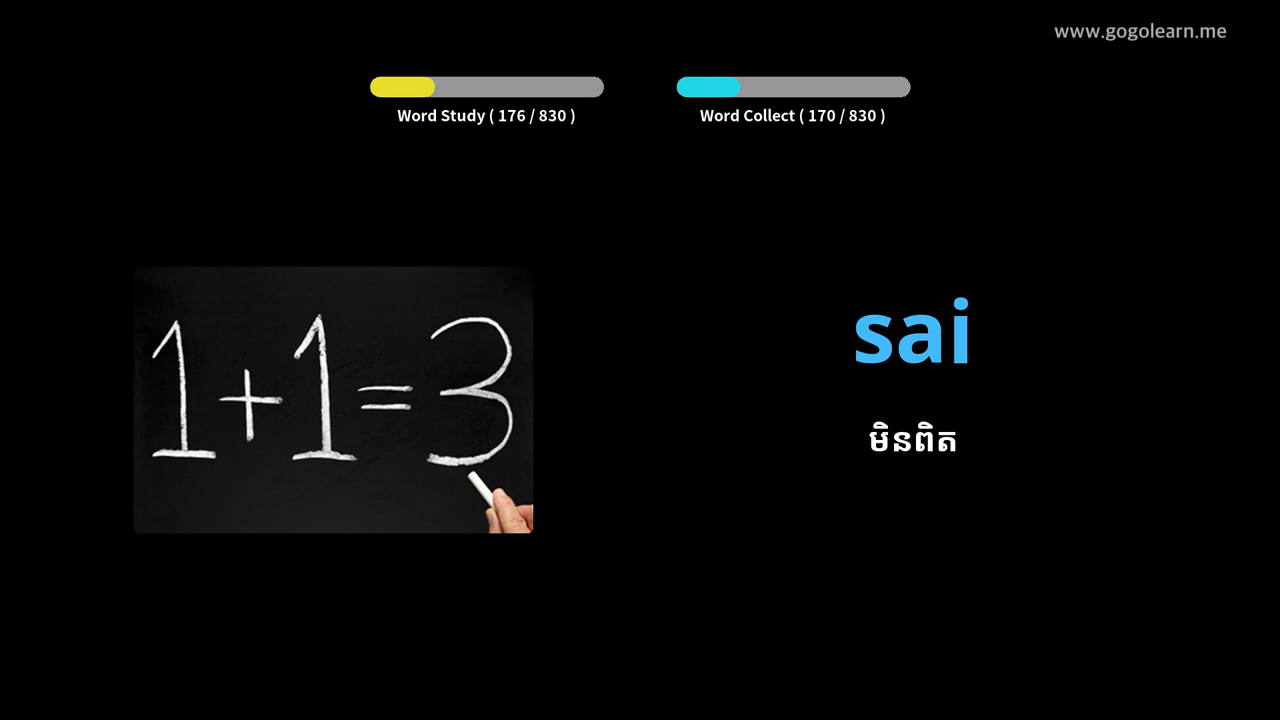 www.gogolearn.me
Word Study ( 176 / 830 )
Word Collect ( 170 / 830 )
1+1=3
sai
មិនពិត